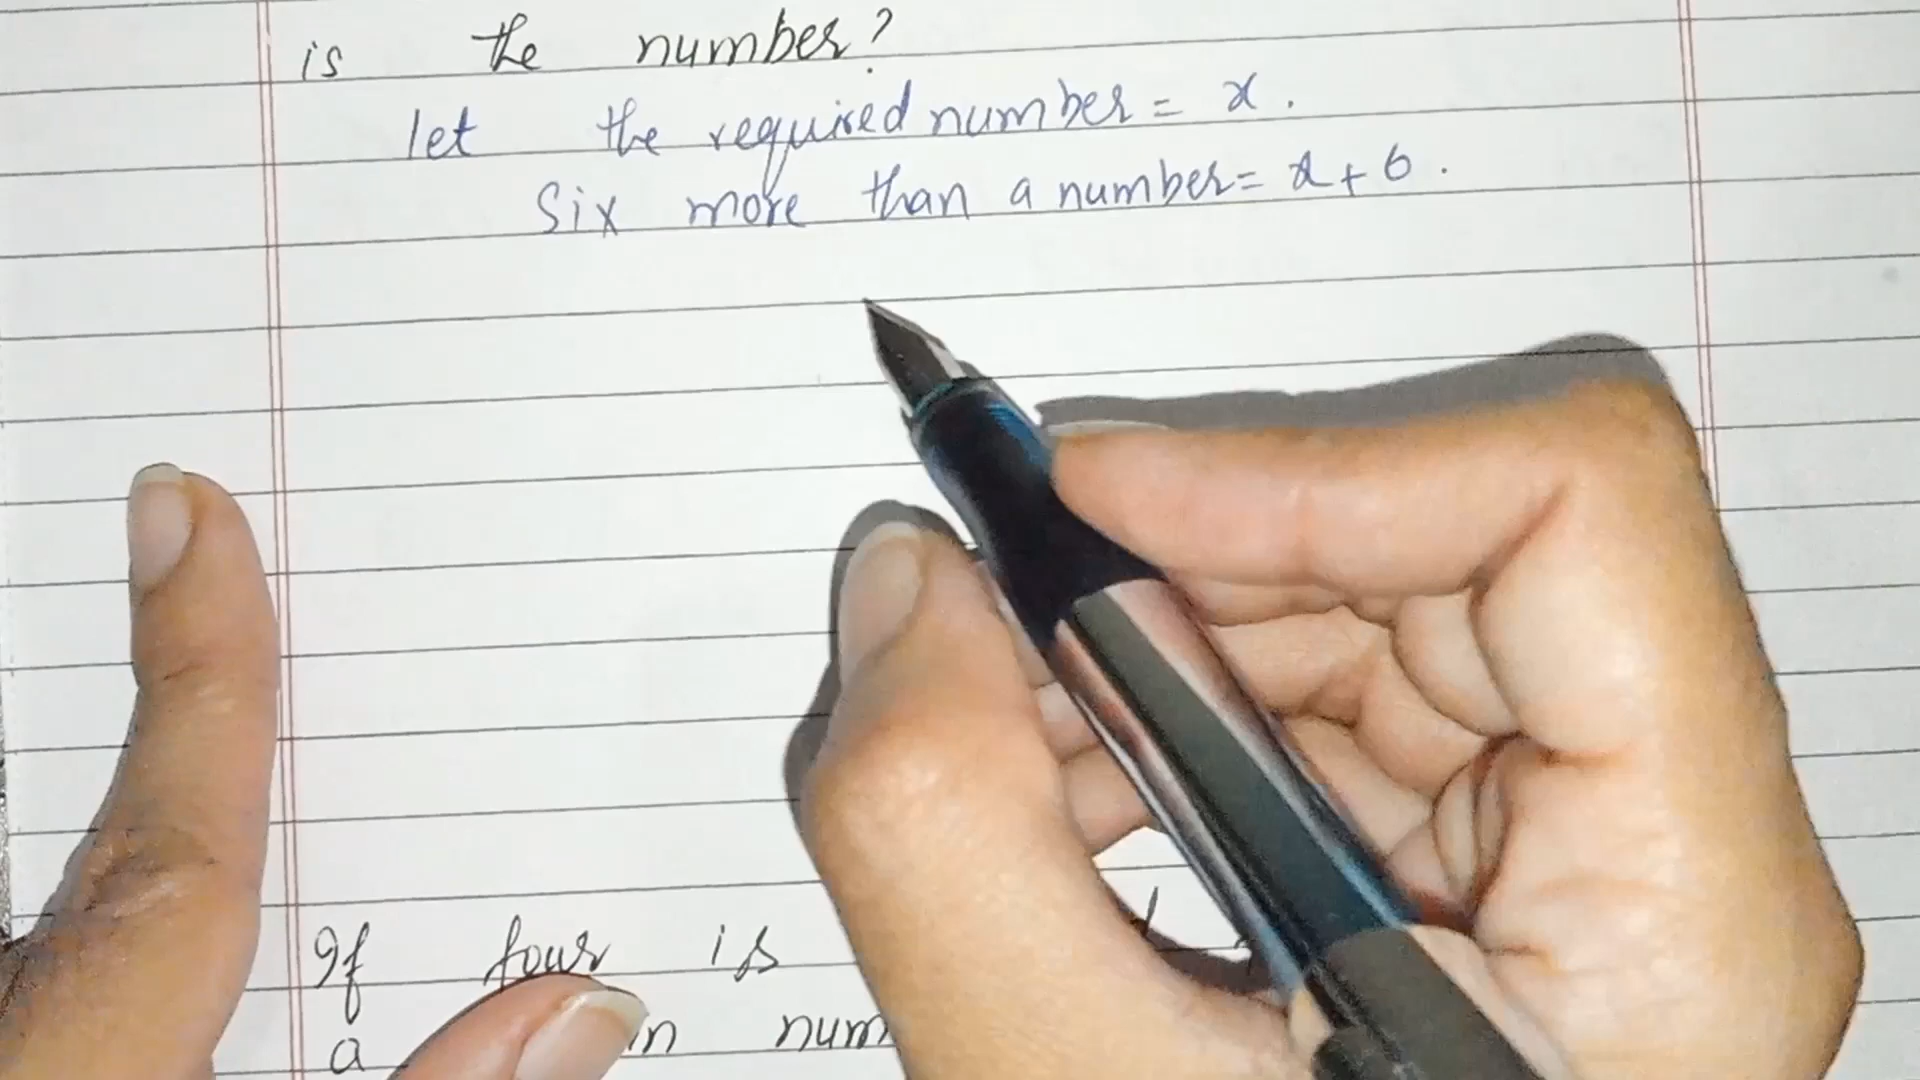 is the number?
let the required number = x.
Six more than a number = x + 6.
If four is
a